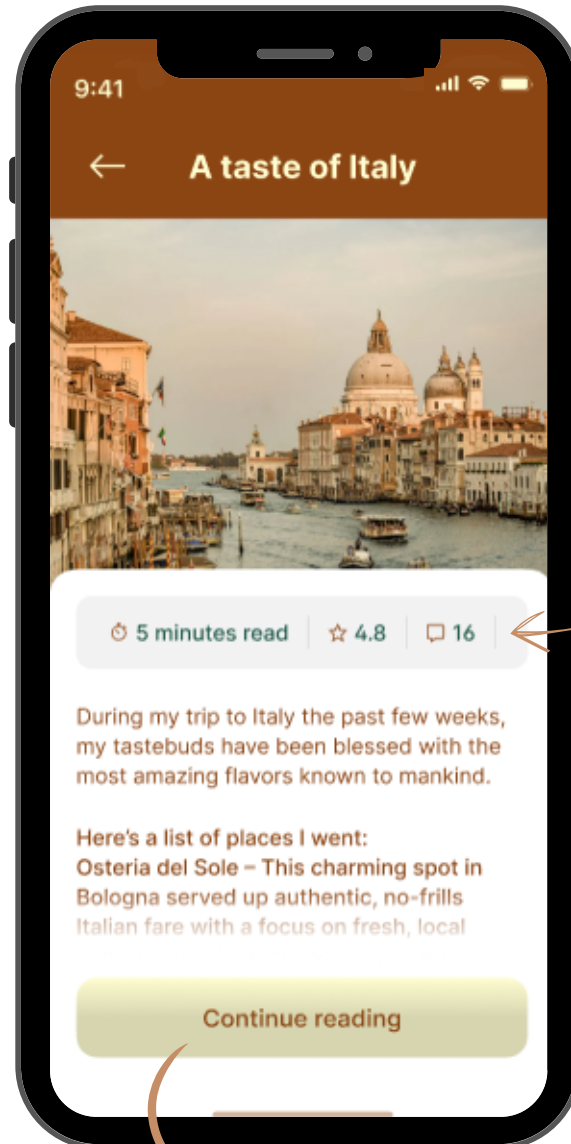 9:41
A taste of Italy
5 minutes read 4.8 16
During my trip to Italy the past few weeks,
my tastebuds have been blessed with the
most amazing flavors known to mankind.
Here's a list of places I went:
Osteria del Sole – This charming spot in
Bologna served up authentic, no-frills
Italian fare with a focus on fresh, local
Continue reading